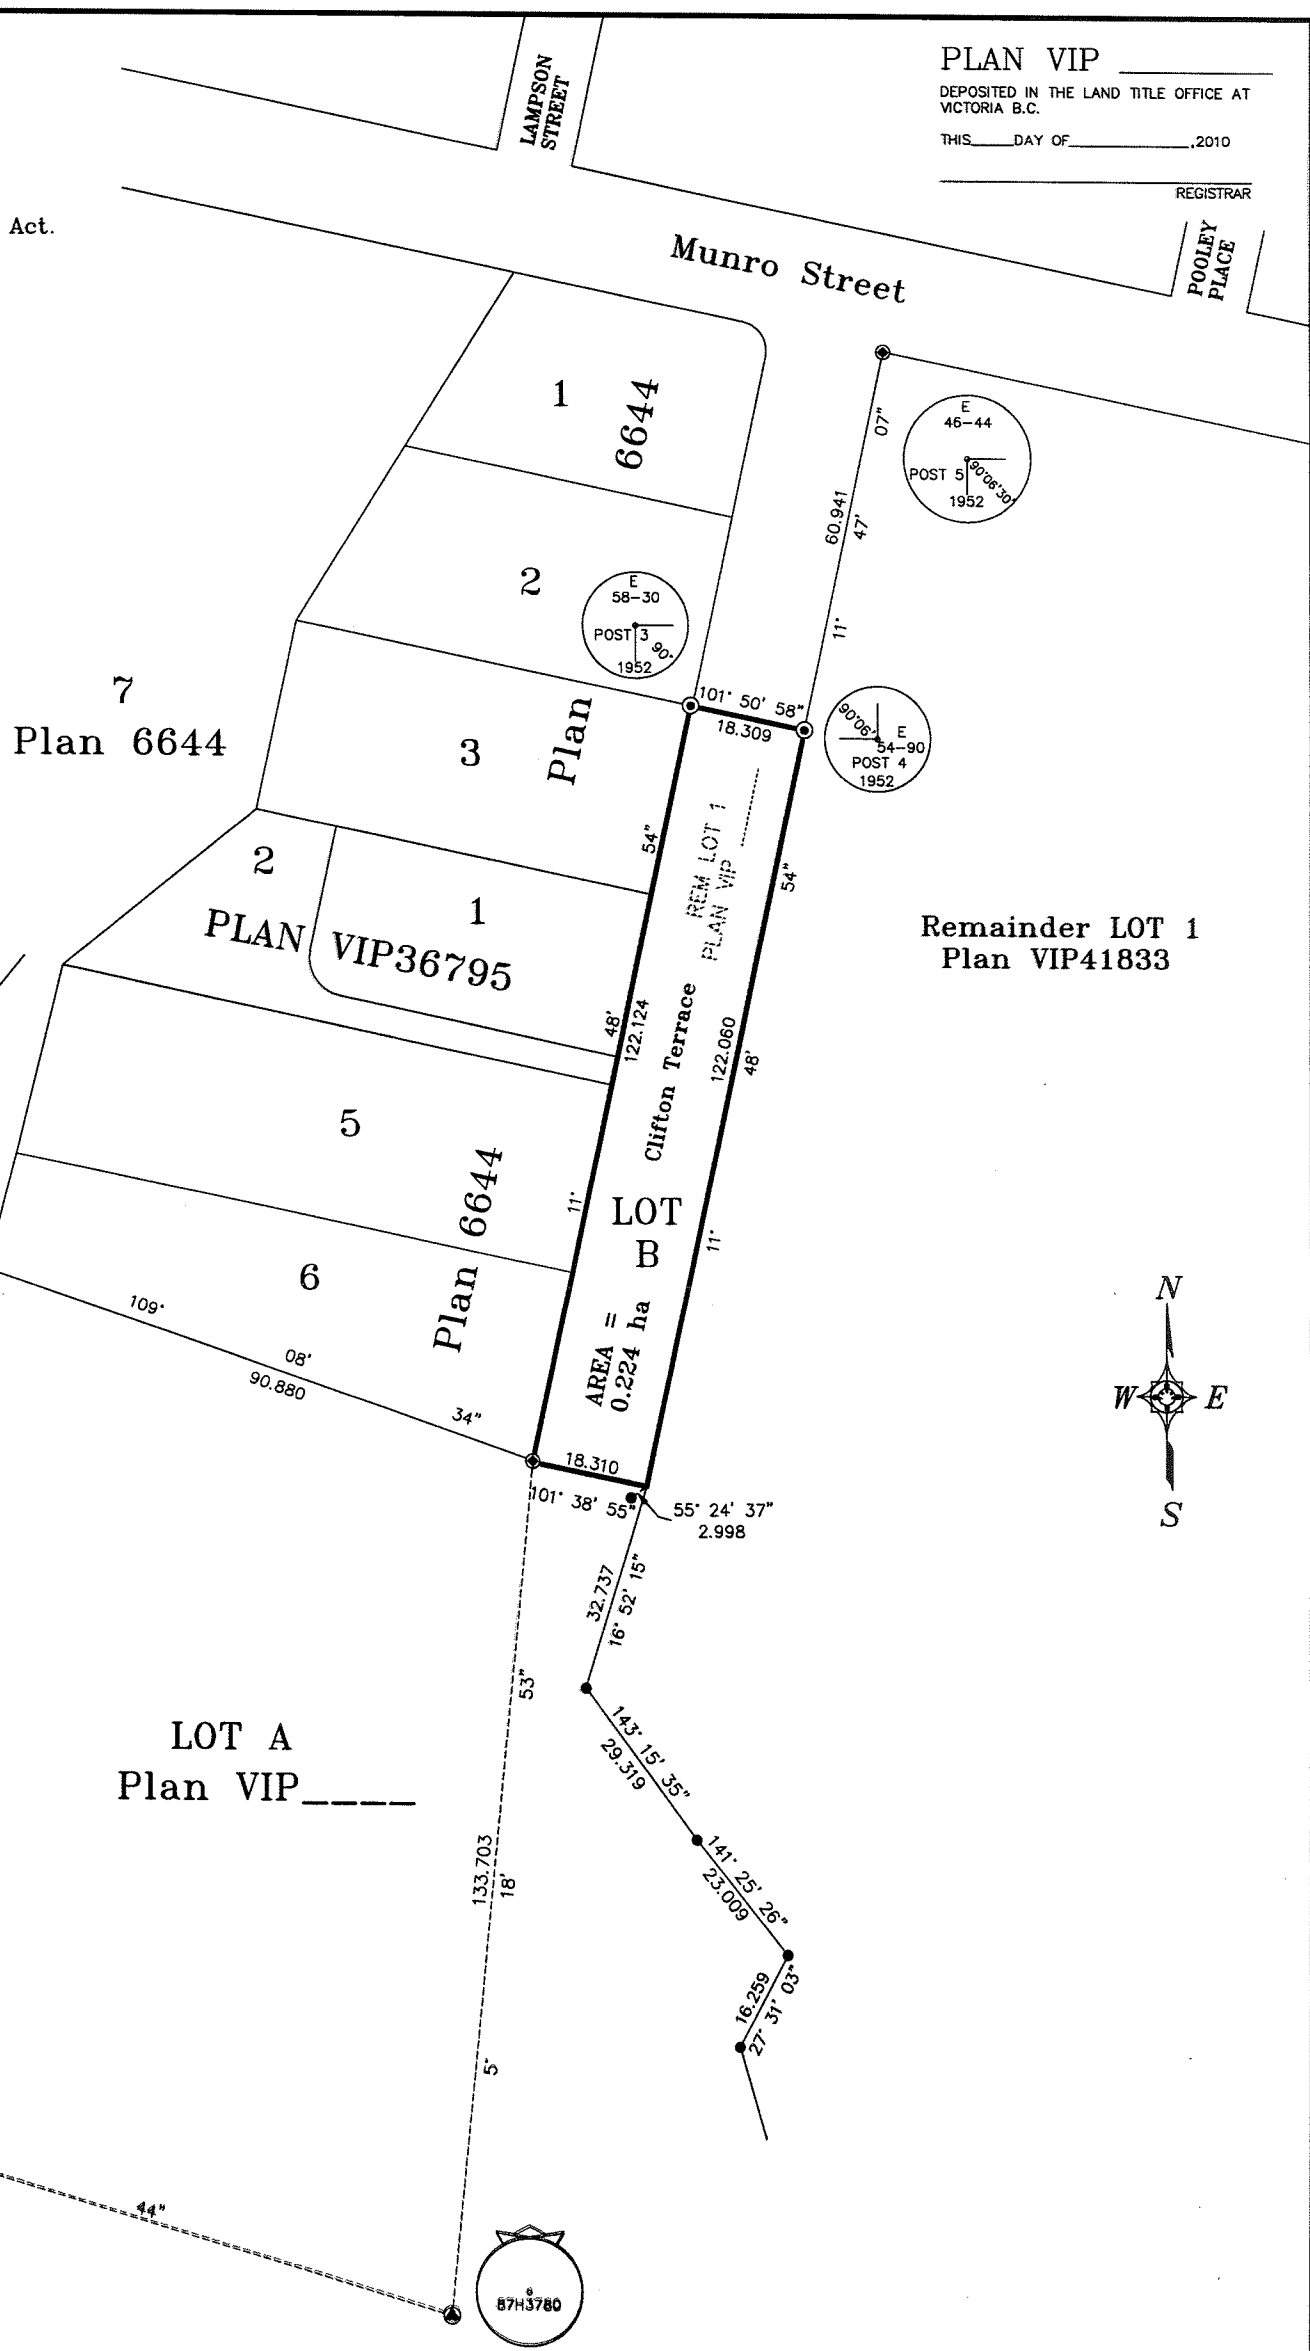 PLAN VIP
DEPOSITED IN THE LAND TITLE OFFICE AT
VICTORIA B.C.
THIS____DAY OF____________,2010
REGISTRAR
LAMPSON
STREET
Act.
Munro Street
POOLEY
PLACE
1
6644
07"
E
46-44
POST 5
90°06'30"
1952
60.941
47'
11°
2
E
58-30
POST 3
90°
1952
101° 50' 58"
18.309
90°06'
E
54-90
POST 4
1952
7
Plan 6644
3
Plan
54"
REM LOT 1
PLAN VIP
54"
2
1
PLAN VIP36795
Remainder LOT 1
Plan VIP41833
48'
122.124
Clifton Terrace
122.060
48'
5
Plan 6644
11°
LOT
B
11°
6
AREA =
0.224 ha
109°
08'
90.880
34"
N
W
E
S
18.310
101° 38' 55"
55° 24' 37"
2.998
32.737
16° 52' 15"
53"
LOT A
Plan VIP____
143° 15' 35"
29.319
133.703
18'
141° 25' 26"
23.009
16.259
27° 31' 03"
5°
44"
87H3780